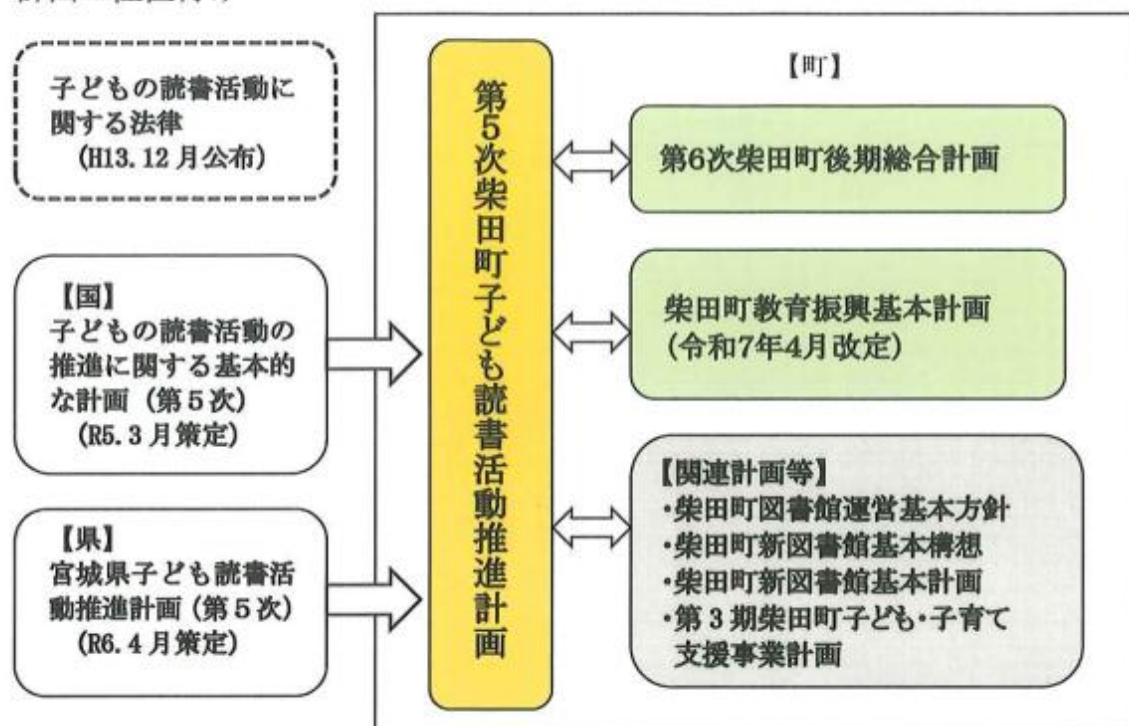 子どもの読書活動に
関する法律
(H13.12月公布)
【国】
子どもの読書活動の
推進に関する基本的
な計画（第５次）
(R5.3月策定)
【県】
宮城県子ども読書活
動推進計画（第５次）
(R6.4月策定)
第5次柴田町子ども読書活動推進計画
【町】
第6次柴田町後期総合計画
柴田町教育振興基本計画
(令和7年4月改定)
【関連計画等】
・柴田町図書館運営基本方針
・柴田町新図書館基本構想
・柴田町新図書館基本計画
・第３期柴田町子ども・子育て
支援事業計画